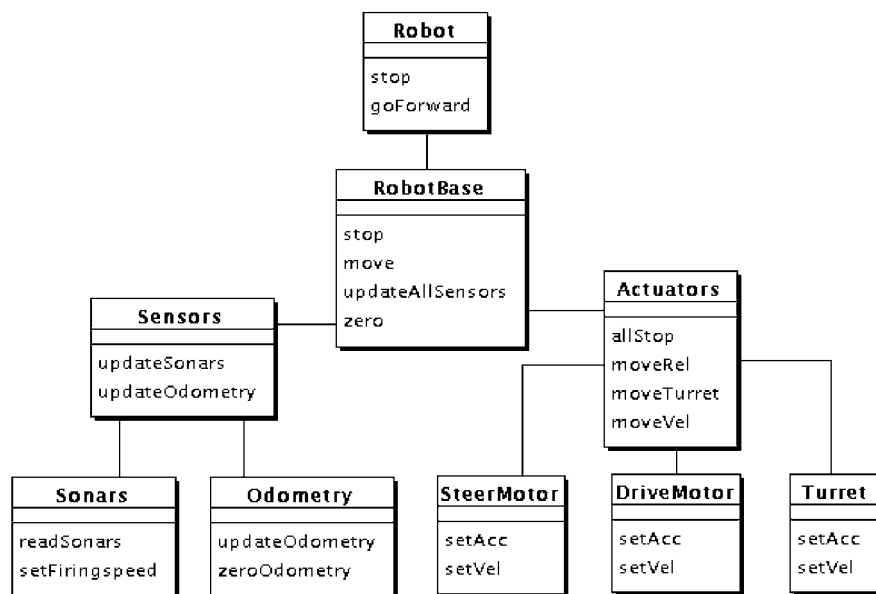 Robot
stop
goForward
RobotBase
stop
move
updateAllSensors
zero
Sensors
updateSonars
updateOdometry
Actuators
allStop
moveRel
moveTurret
moveVel
Sonars
readSonars
setFiringspeed
Odometry
updateOdometry
zeroOdometry
SteerMotor
setAcc
setVel
DriveMotor
setAcc
setVel
Turret
setAcc
setVel